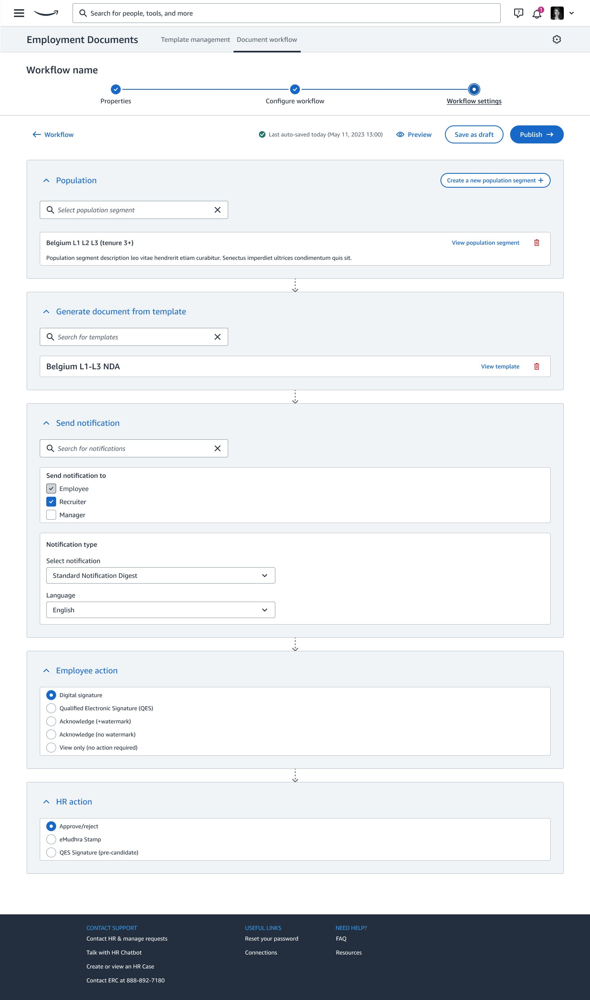 Search for people, tools, and more
?
1
Employment Documents
Template management
Document workflow
Workflow name
Properties
Configure workflow
Workflow settings
Workflow
Last auto-saved today (May 11, 2023 13:00)
Preview
Save as draft
Publish
Population
Create a new population segment
Select population segment
Belgium L1 L2 L3 (tenure 3+)
View population segment
Population segment description leo vitae hendrerit etiam curabitur. Senectus imperdiet ultrices condimentum quis sit.
Generate document from template
Search for templates
Belgium L1-L3 NDA
View template
Send notification
Search for notifications
Send notification to
Employee
Recruiter
Manager
Notification type
Select notification
Standard Notification Digest
Language
English
Employee action
Digital signature
Qualified Electronic Signature (QES)
Acknowledge (+watermark)
Acknowledge (no watermark)
View only (no action required)
HR action
Approve/reject
eMudhra Stamp
QES Signature (pre-candidate)
CONTACT SUPPORT
Contact HR & manage requests
Talk with HR Chatbot
Create or view an HR Case
Contact ERC at 888-892-7180
USEFUL LINKS
Reset your password
Connections
NEED HELP?
FAQ
Resources